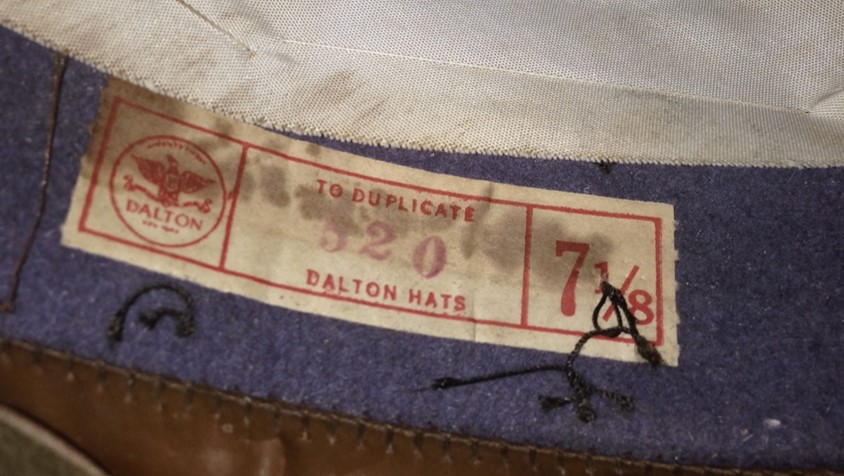 DALTON
TO DUPLICATE
520
DALTON HATS
7 1/8